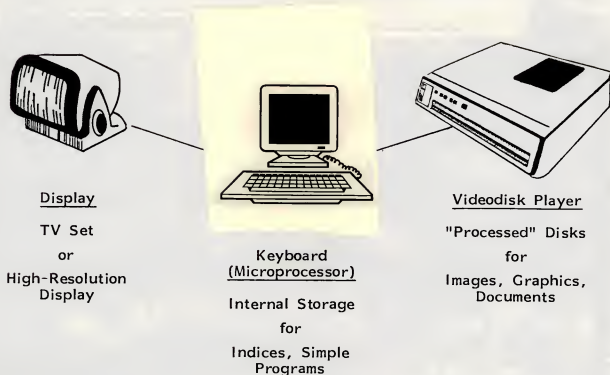 Display
TV Set
or
High-Resolution
Display
Keyboard
(Microprocessor)
Internal Storage
for
Indices, Simple
Programs
Videodisk Player
"Processed" Disks
for
Images, Graphics,
Documents